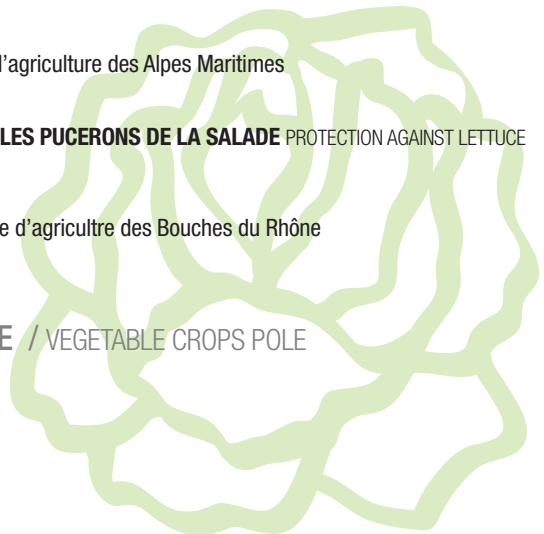 l'agriculture des Alpes Maritimes
LES PUCERONS DE LA SALADE PROTECTION AGAINST LETTUCE
e d'agricultre des Bouches du Rhône
E / VEGETABLE CROPS POLE